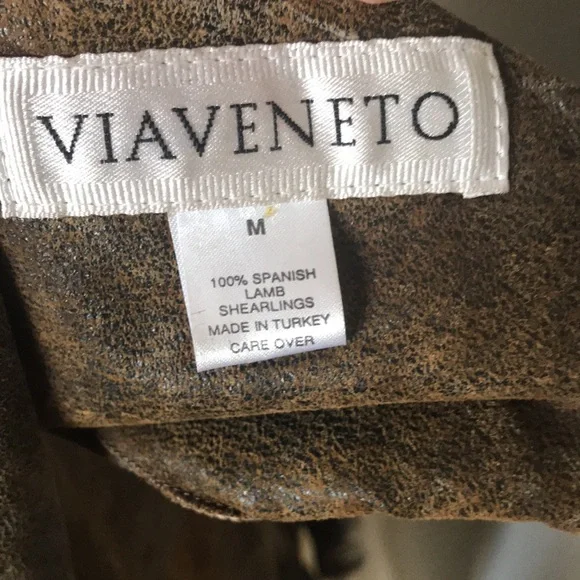 VIAVENETO
M
100% SPANISH
LAMB
SHEARLINGS
MADE IN TURKEY
CARE OVER